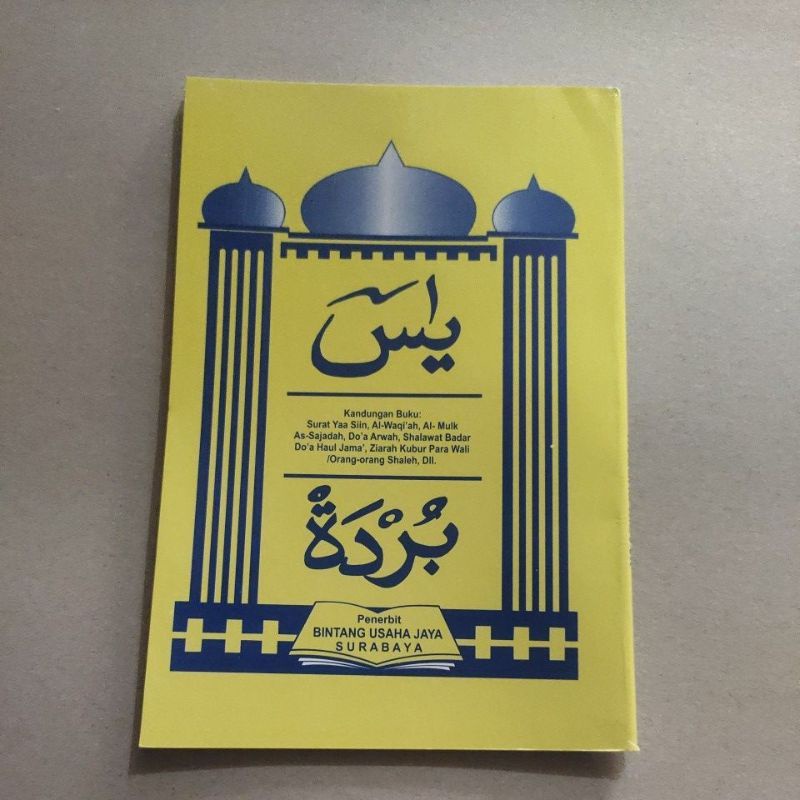 يٰس
Kandungan Buku:
Surat Yaa Siin, Al-Waqi'ah, Al- Mulk
As-Sajadah, Do'a Arwah, Shalawat Badar
Do'a Haul Jama', Ziarah Kubur Para Wali
/Orang-orang Shaleh, Dll.
بُرْدَةْ
Penerbit
BINTANG USAHA JAYA
SURABAYA